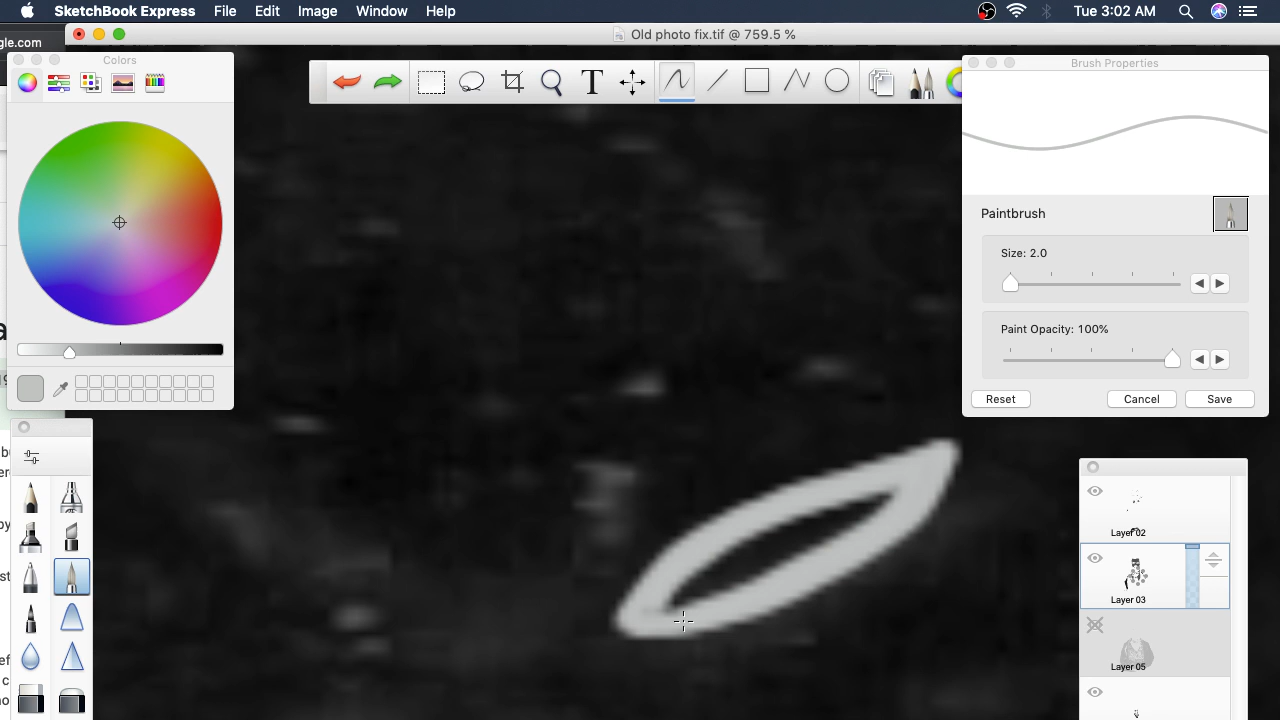 SketchBook Express File Edit Image Window Help Tue 3:02 AM
gle.com
Old photo fix.tif @ 759.5 %
Colors
Brush Properties
T
Paintbrush
Size: 2.0
Paint Opacity: 100%
Reset Cancel Save
Layer 02
Layer 03
Layer 05